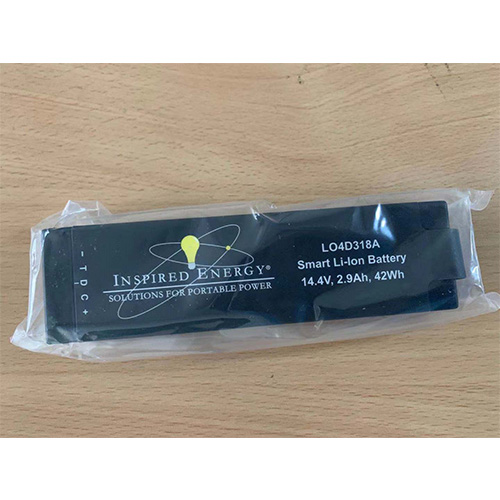 − T D C +
INSPIRED ENERGY®
SOLUTIONS FOR PORTABLE POWER
LO4D318A
Smart Li-Ion Battery
14.4V, 2.9Ah, 42Wh